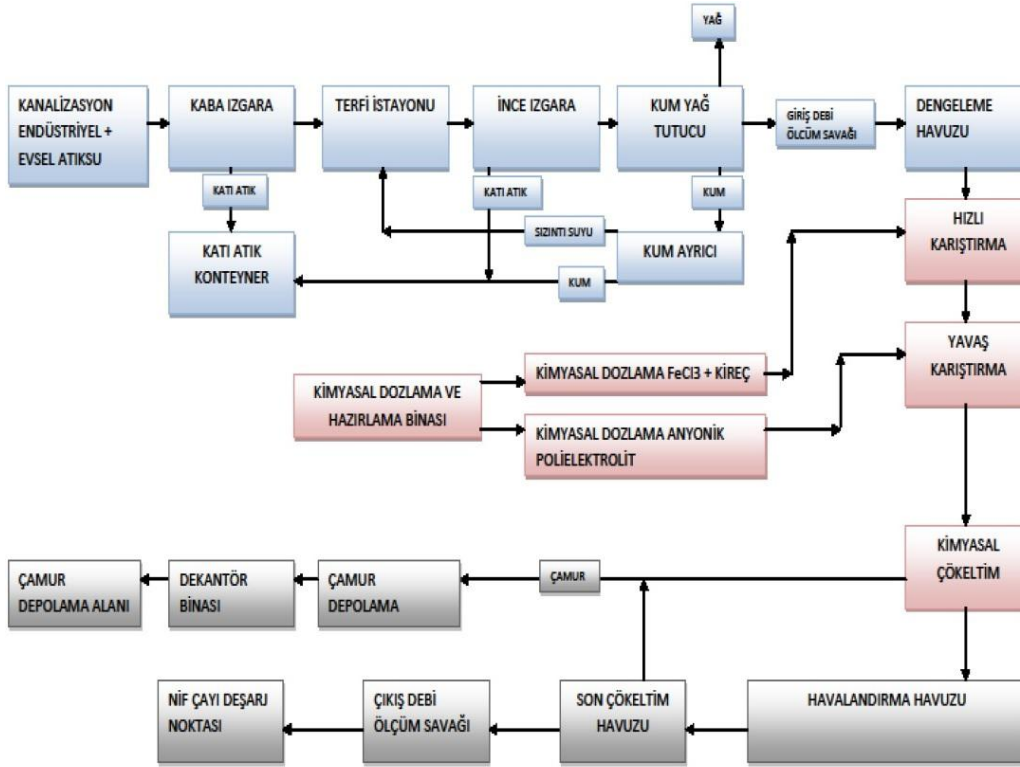 YAĞ
KANALİZASYON
ENDÜSTRİYEL +
EVSEL ATIKSU
KABA IZGARA
TERFİ İSTAYONU
İNCE IZGARA
KUM YAĞ
TUTUCU
GİRİŞ DEBİ
ÖLÇÜM SAVAĞI
DENGELEME
HAVUZU
KATI ATIK
KATI ATIK
KUM
KATI ATIK
KONTEYNER
SIZINTI SUYU
KUM AYRICI
KUM
HIZLI
KARIŞTIRMA
YAVAŞ
KARIŞTIRMA
KİMYASAL DOZLAMA VE
HAZIRLAMA BİNASI
KİMYASAL DOZLAMA FeCl3 + KİREÇ
KİMYASAL DOZLAMA ANYONİK
POLİELEKTROLİT
KİMYASAL
ÇÖKELTİM
ÇAMUR
DEPOLAMA ALANI
DEKANTÖR
BİNASI
ÇAMUR
DEPOLAMA
ÇAMUR
NİF ÇAYI DEŞARJ
NOKTASI
ÇIKIŞ DEBİ
ÖLÇÜM SAVAĞI
SON ÇÖKELTİM
HAVUZU
HAVALANDIRMA HAVUZU